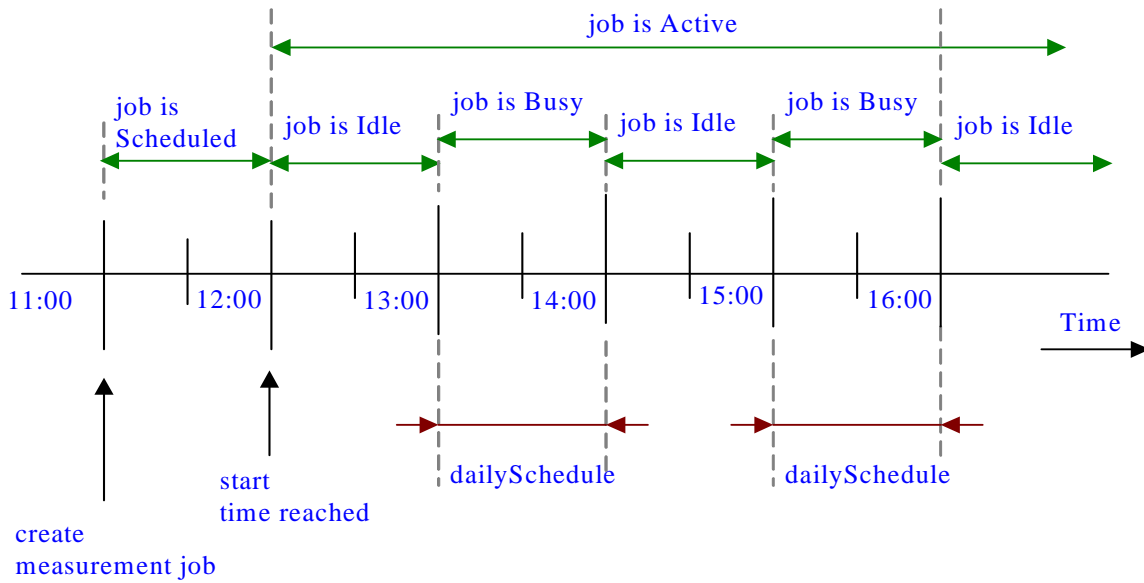 job is Active
job is
Scheduled
job is Idle
job is Busy
job is Idle
job is Busy
job is Idle
11:00
12:00
13:00
14:00
15:00
16:00
Time
dailySchedule
dailySchedule
start
time reached
create
measurement job